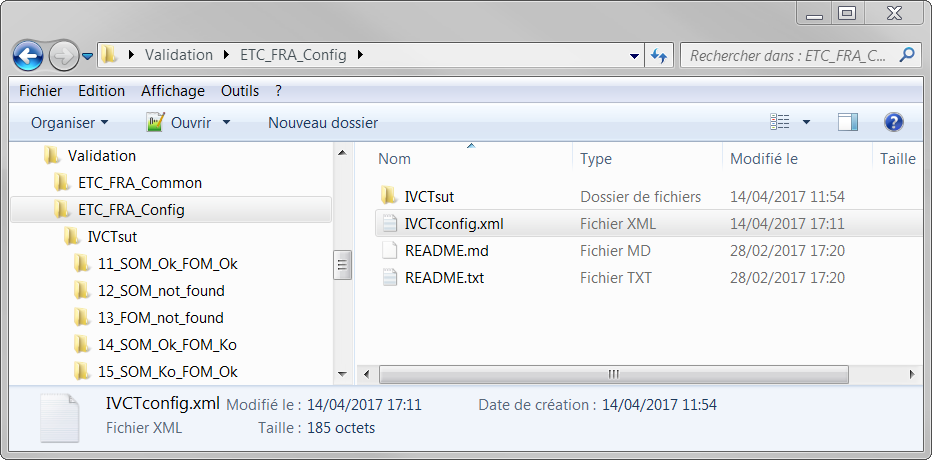 Validation ETC_FRA_Config
Rechercher dans : ETC_FRA_C...
Fichier Edition Affichage Outils ?
Organiser Ouvrir Nouveau dossier
Validation
ETC_FRA_Common
ETC_FRA_Config
IVCTsut
11_SOM_Ok_FOM_Ok
12_SOM_not_found
13_FOM_not_found
14_SOM_Ok_FOM_Ko
15_SOM_Ko_FOM_Ok
Nom Type Modifié le Taille
IVCTsut Dossier de fichiers 14/04/2017 11:54
IVCTconfig.xml Fichier XML 14/04/2017 17:11
README.md Fichier MD 28/02/2017 17:20
README.txt Fichier TXT 28/02/2017 17:20
IVCTconfig.xml Modifié le : 14/04/2017 17:11 Date de création : 14/04/2017 11:54
Fichier XML Taille : 185 octets